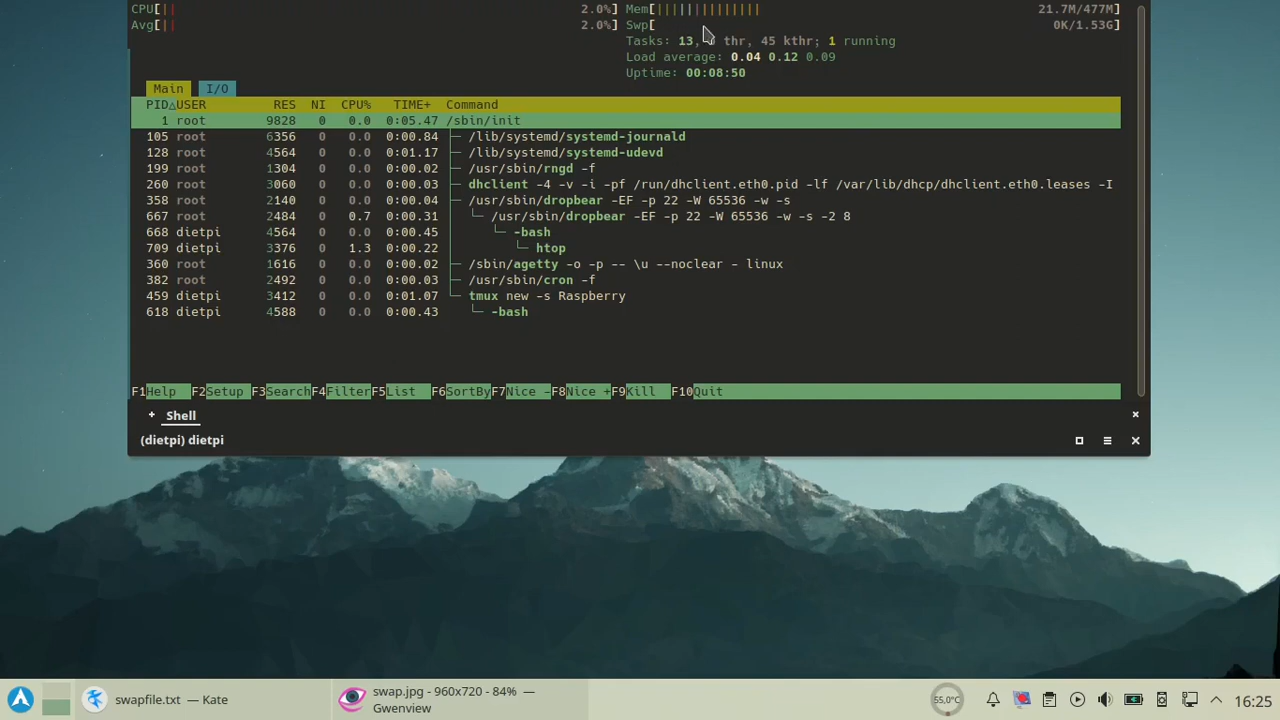 CPU[|| 2.0%] Mem[|||||||||||||| 21.7M/477M]
Avg[|| 2.0%] Swp[ 0K/1.53G]
Tasks: 13, thr, 45 kthr; 1 running
Load average: 0.04 0.12 0.09
Uptime: 00:08:50
Main I/O
PID△USER RES NI CPU% TIME+ Command
1 root 9828 0 0.0 0:05.47 /sbin/init
105 root 6356 0 0.0 0:00.84 ├─ /lib/systemd/systemd-journald
128 root 4564 0 0.0 0:01.17 ├─ /lib/systemd/systemd-udevd
199 root 1304 0 0.0 0:00.02 ├─ /usr/sbin/rngd -f
260 root 3060 0 0.0 0:00.03 ├─ dhclient -4 -v -i -pf /run/dhclient.eth0.pid -lf /var/lib/dhcp/dhclient.eth0.leases -I
358 root 2140 0 0.0 0:00.04 ├─ /usr/sbin/dropbear -EF -p 22 -W 65536 -w -s
667 root 2484 0 0.7 0:00.31 │ └─ /usr/sbin/dropbear -EF -p 22 -W 65536 -w -s -2 8
668 dietpi 4564 0 0.0 0:00.45 │ └─ -bash
709 dietpi 3376 0 1.3 0:00.22 │ └─ htop
360 root 1616 0 0.0 0:00.02 ├─ /sbin/agetty -o -p -- \u --noclear - linux
382 root 2492 0 0.0 0:00.03 ├─ /usr/sbin/cron -f
459 dietpi 3412 0 0.0 0:01.07 └─ tmux new -s Raspberry
618 dietpi 4588 0 0.0 0:00.43 └─ -bash
F1Help F2Setup F3Search F4Filter F5List F6SortBy F7Nice - F8Nice + F9Kill F10Quit
+ Shell ×
(dietpi) dietpi
swapfile.txt — Kate
swap.jpg - 960x720 - 84% —
Gwenview
55,0°C
16:25